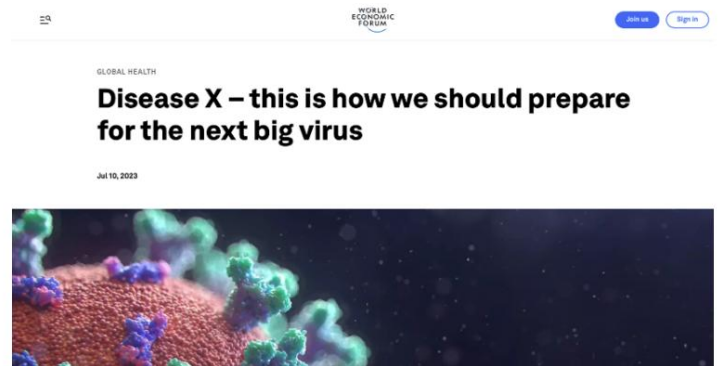 WORLD
ECONOMIC
FORUM
Join us
Sign in
GLOBAL HEALTH
Disease X – this is how we should prepare
for the next big virus
Jul 10, 2023